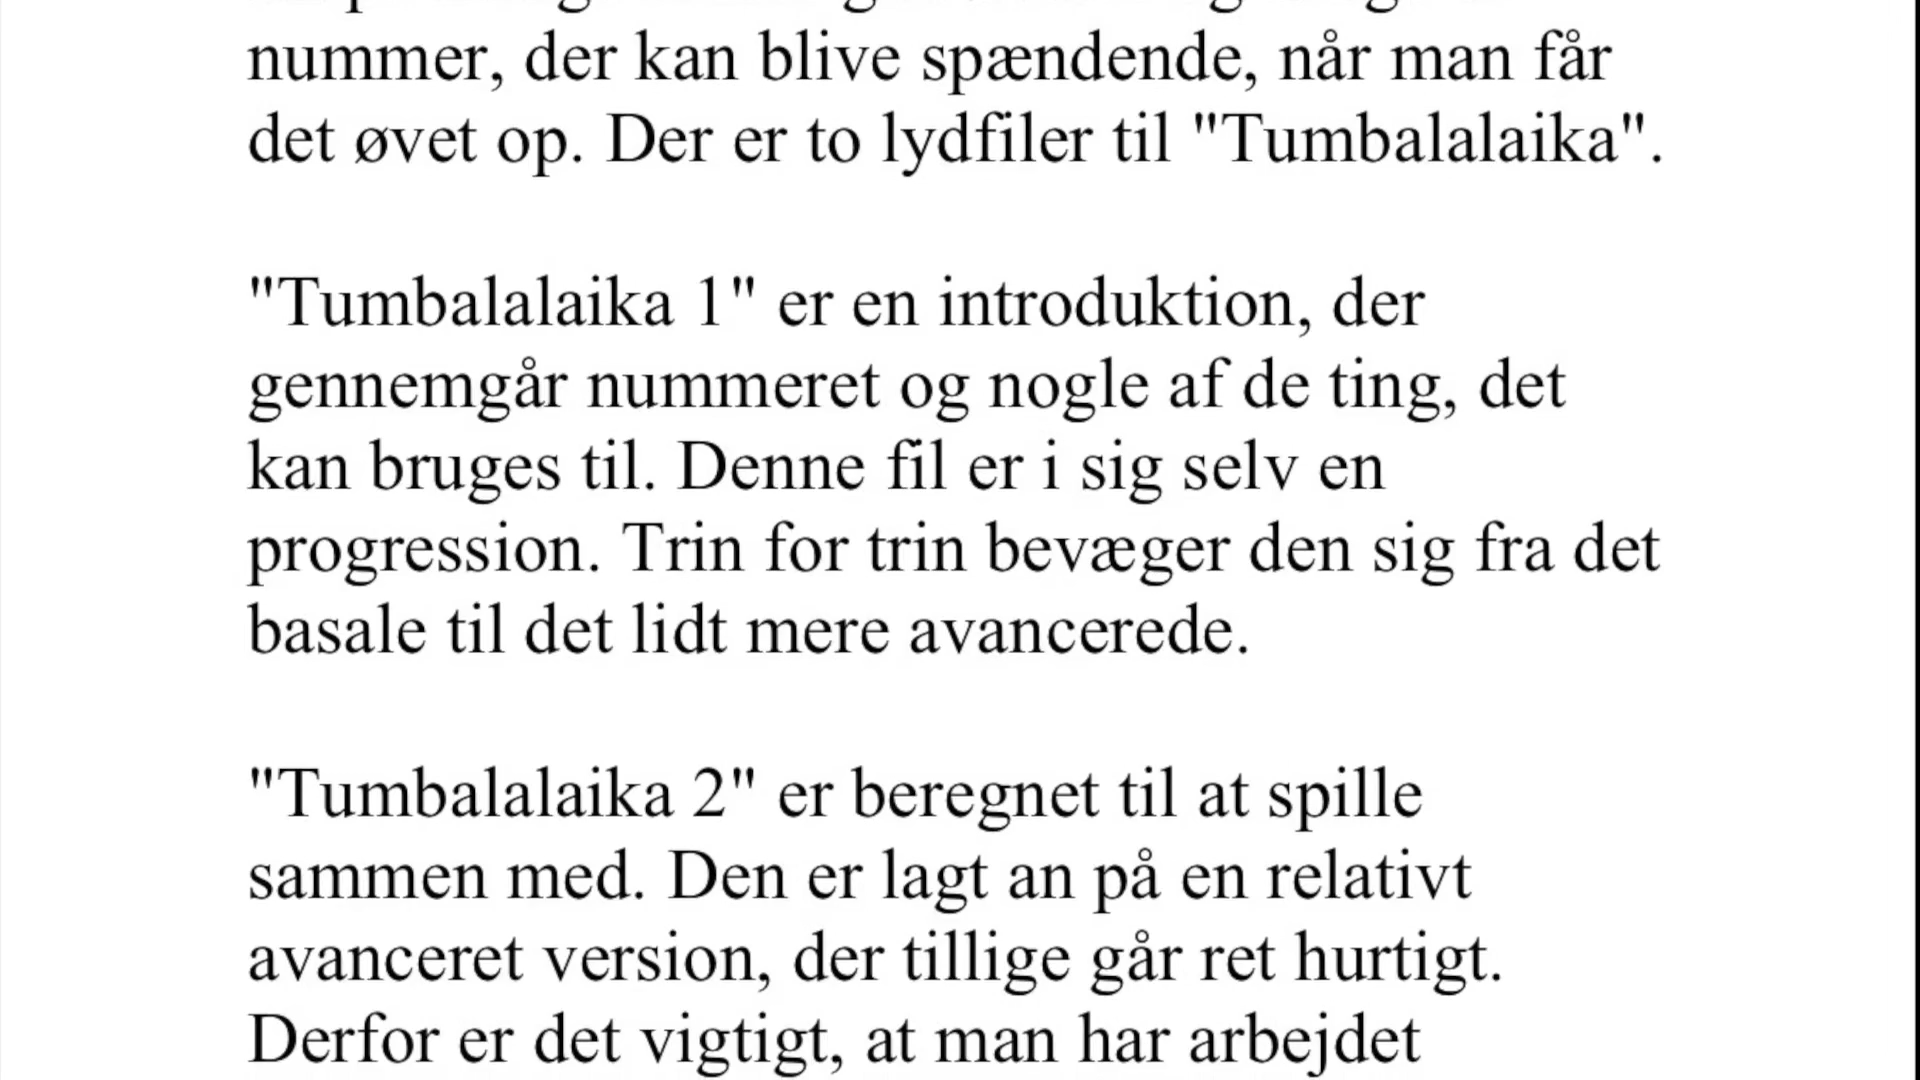 nummer, der kan blive spændende, når man får
det øvet op. Der er to lydfiler til "Tumbalalaika".
"Tumbalalaika 1" er en introduktion, der
gennemgår nummeret og nogle af de ting, det
kan bruges til. Denne fil er i sig selv en
progression. Trin for trin bevæger den sig fra det
basale til det lidt mere avancerede.
"Tumbalalaika 2" er beregnet til at spille
sammen med. Den er lagt an på en relativt
avanceret version, der tillige går ret hurtigt.
Derfor er det vigtigt, at man har arbejdet